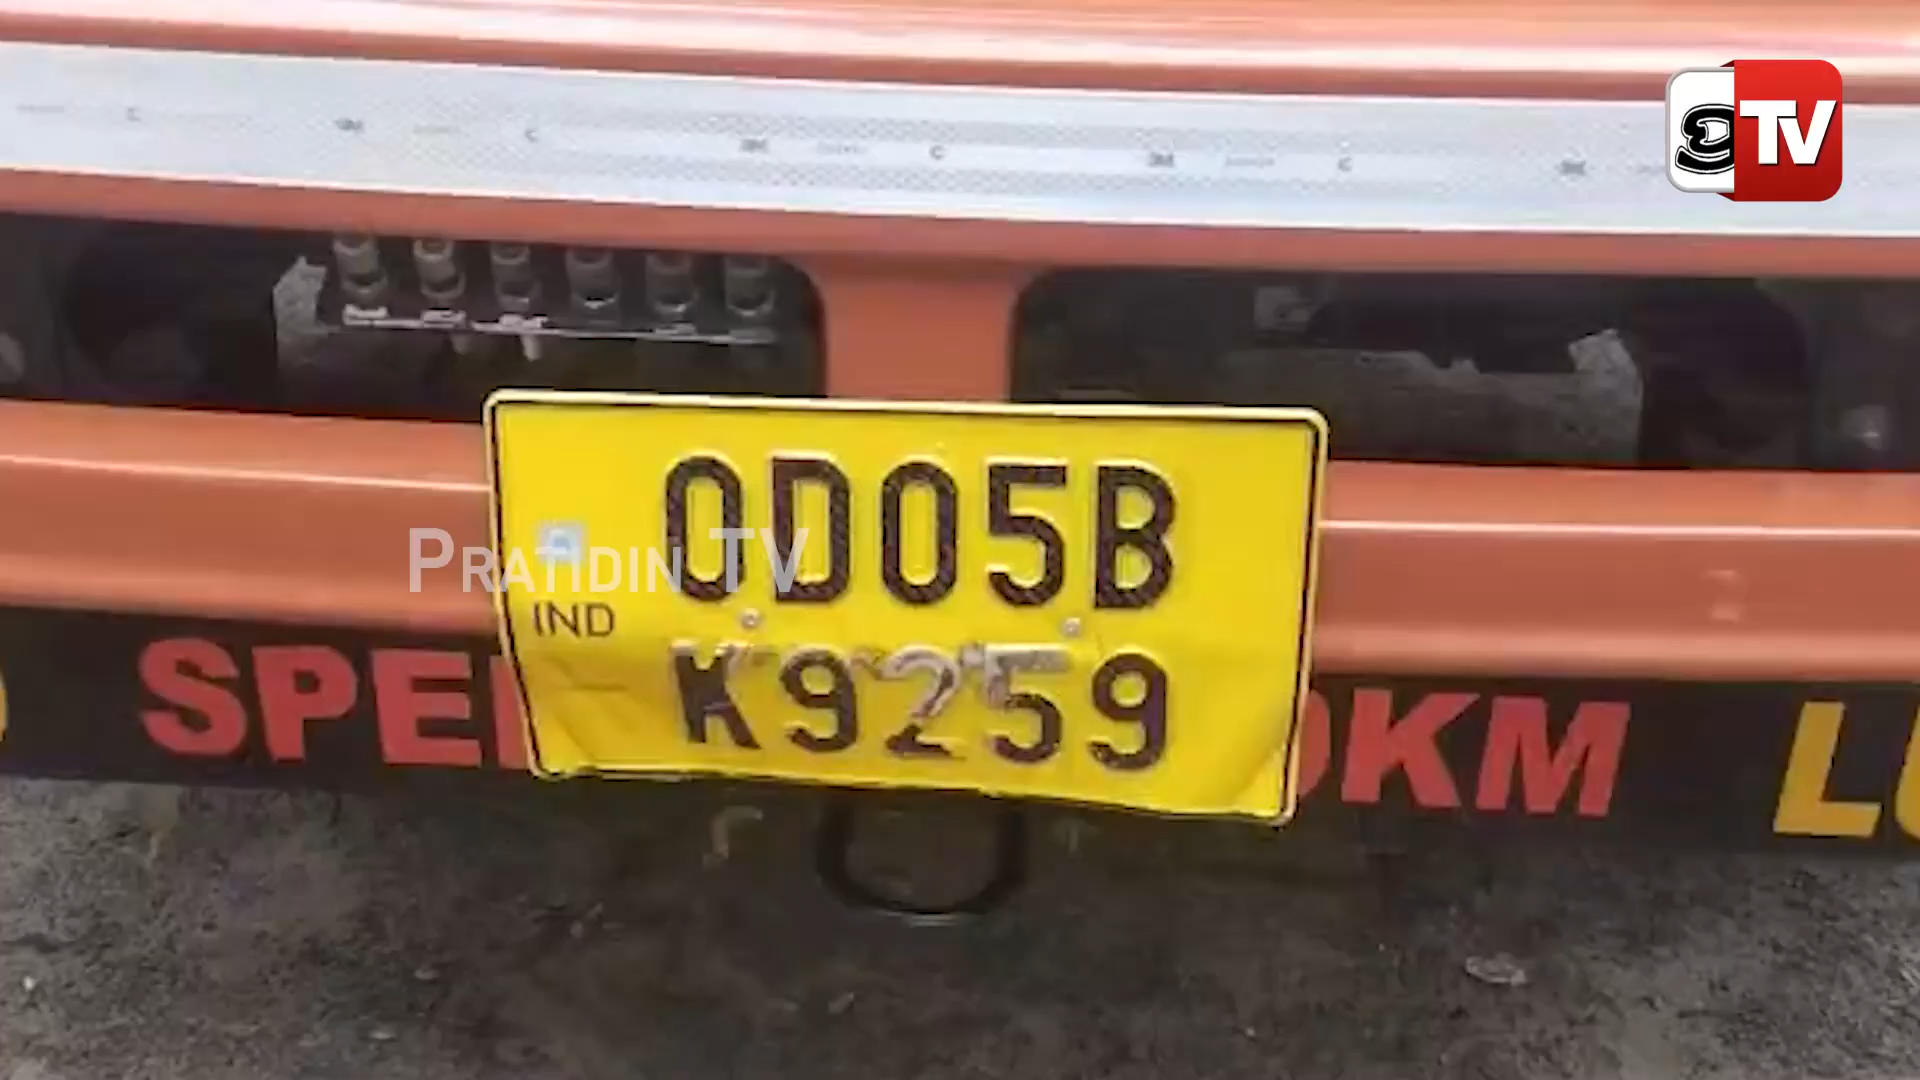 TV
OD05B
PRATIDIN TV
IND
K9259
SPE
KM
L